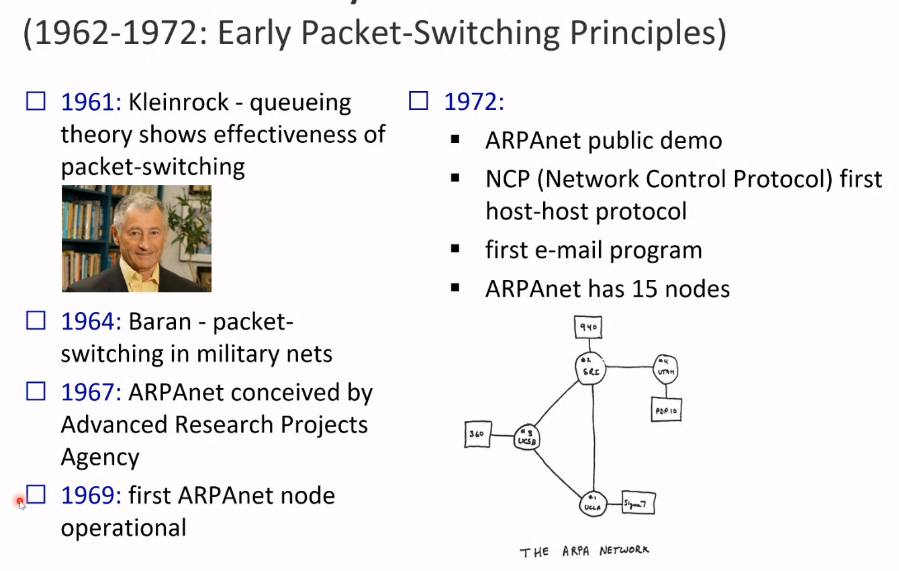 (1962-1972: Early Packet-Switching Principles)
1961: Kleinrock - queueing
theory shows effectiveness of
packet-switching
1964: Baran - packet-
switching in military nets
1967: ARPAnet conceived by
Advanced Research Projects
Agency
1969: first ARPAnet node
operational
1972:
ARPAnet public demo
NCP (Network Control Protocol) first
host-host protocol
first e-mail program
ARPAnet has 15 nodes
940
#2
SRI
#4
UTAH
PDP 10
360
#3
UCSB
#1
UCLA
Sigma 7
THE ARPA NETWORK